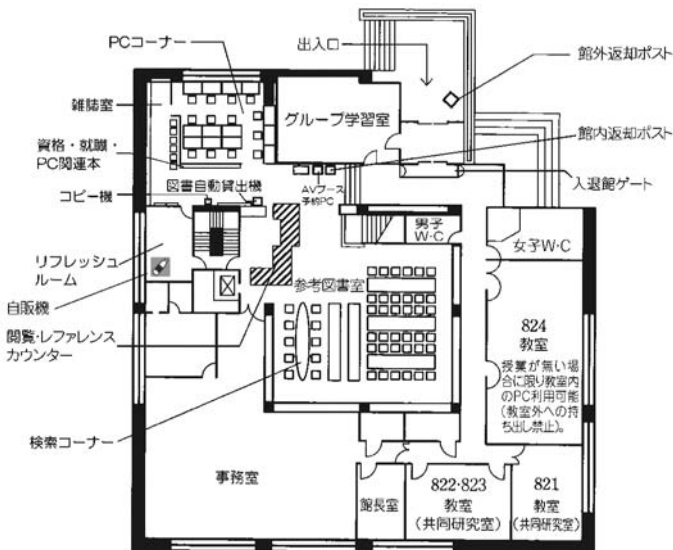 PCコーナー
出入口
館外返却ポスト
雑誌室
グループ学習室
資格・就職・
PC関連本
館内返却ポスト
図書自動貸出機
AVブース
予約PC
入退館ゲート
コピー機
男子
W・C
女子W・C
リフレッシュ
ルーム
参考図書室
自販機
824
教室
授業が無い場
合に限り教室内
のPC利用可能
(教室外への持
ち出し禁止)。
閲覧・レファレンス
カウンター
検索コーナー
事務室
館長室
822・823
教室
(共同研究室)
821
教室
(共同研究室)